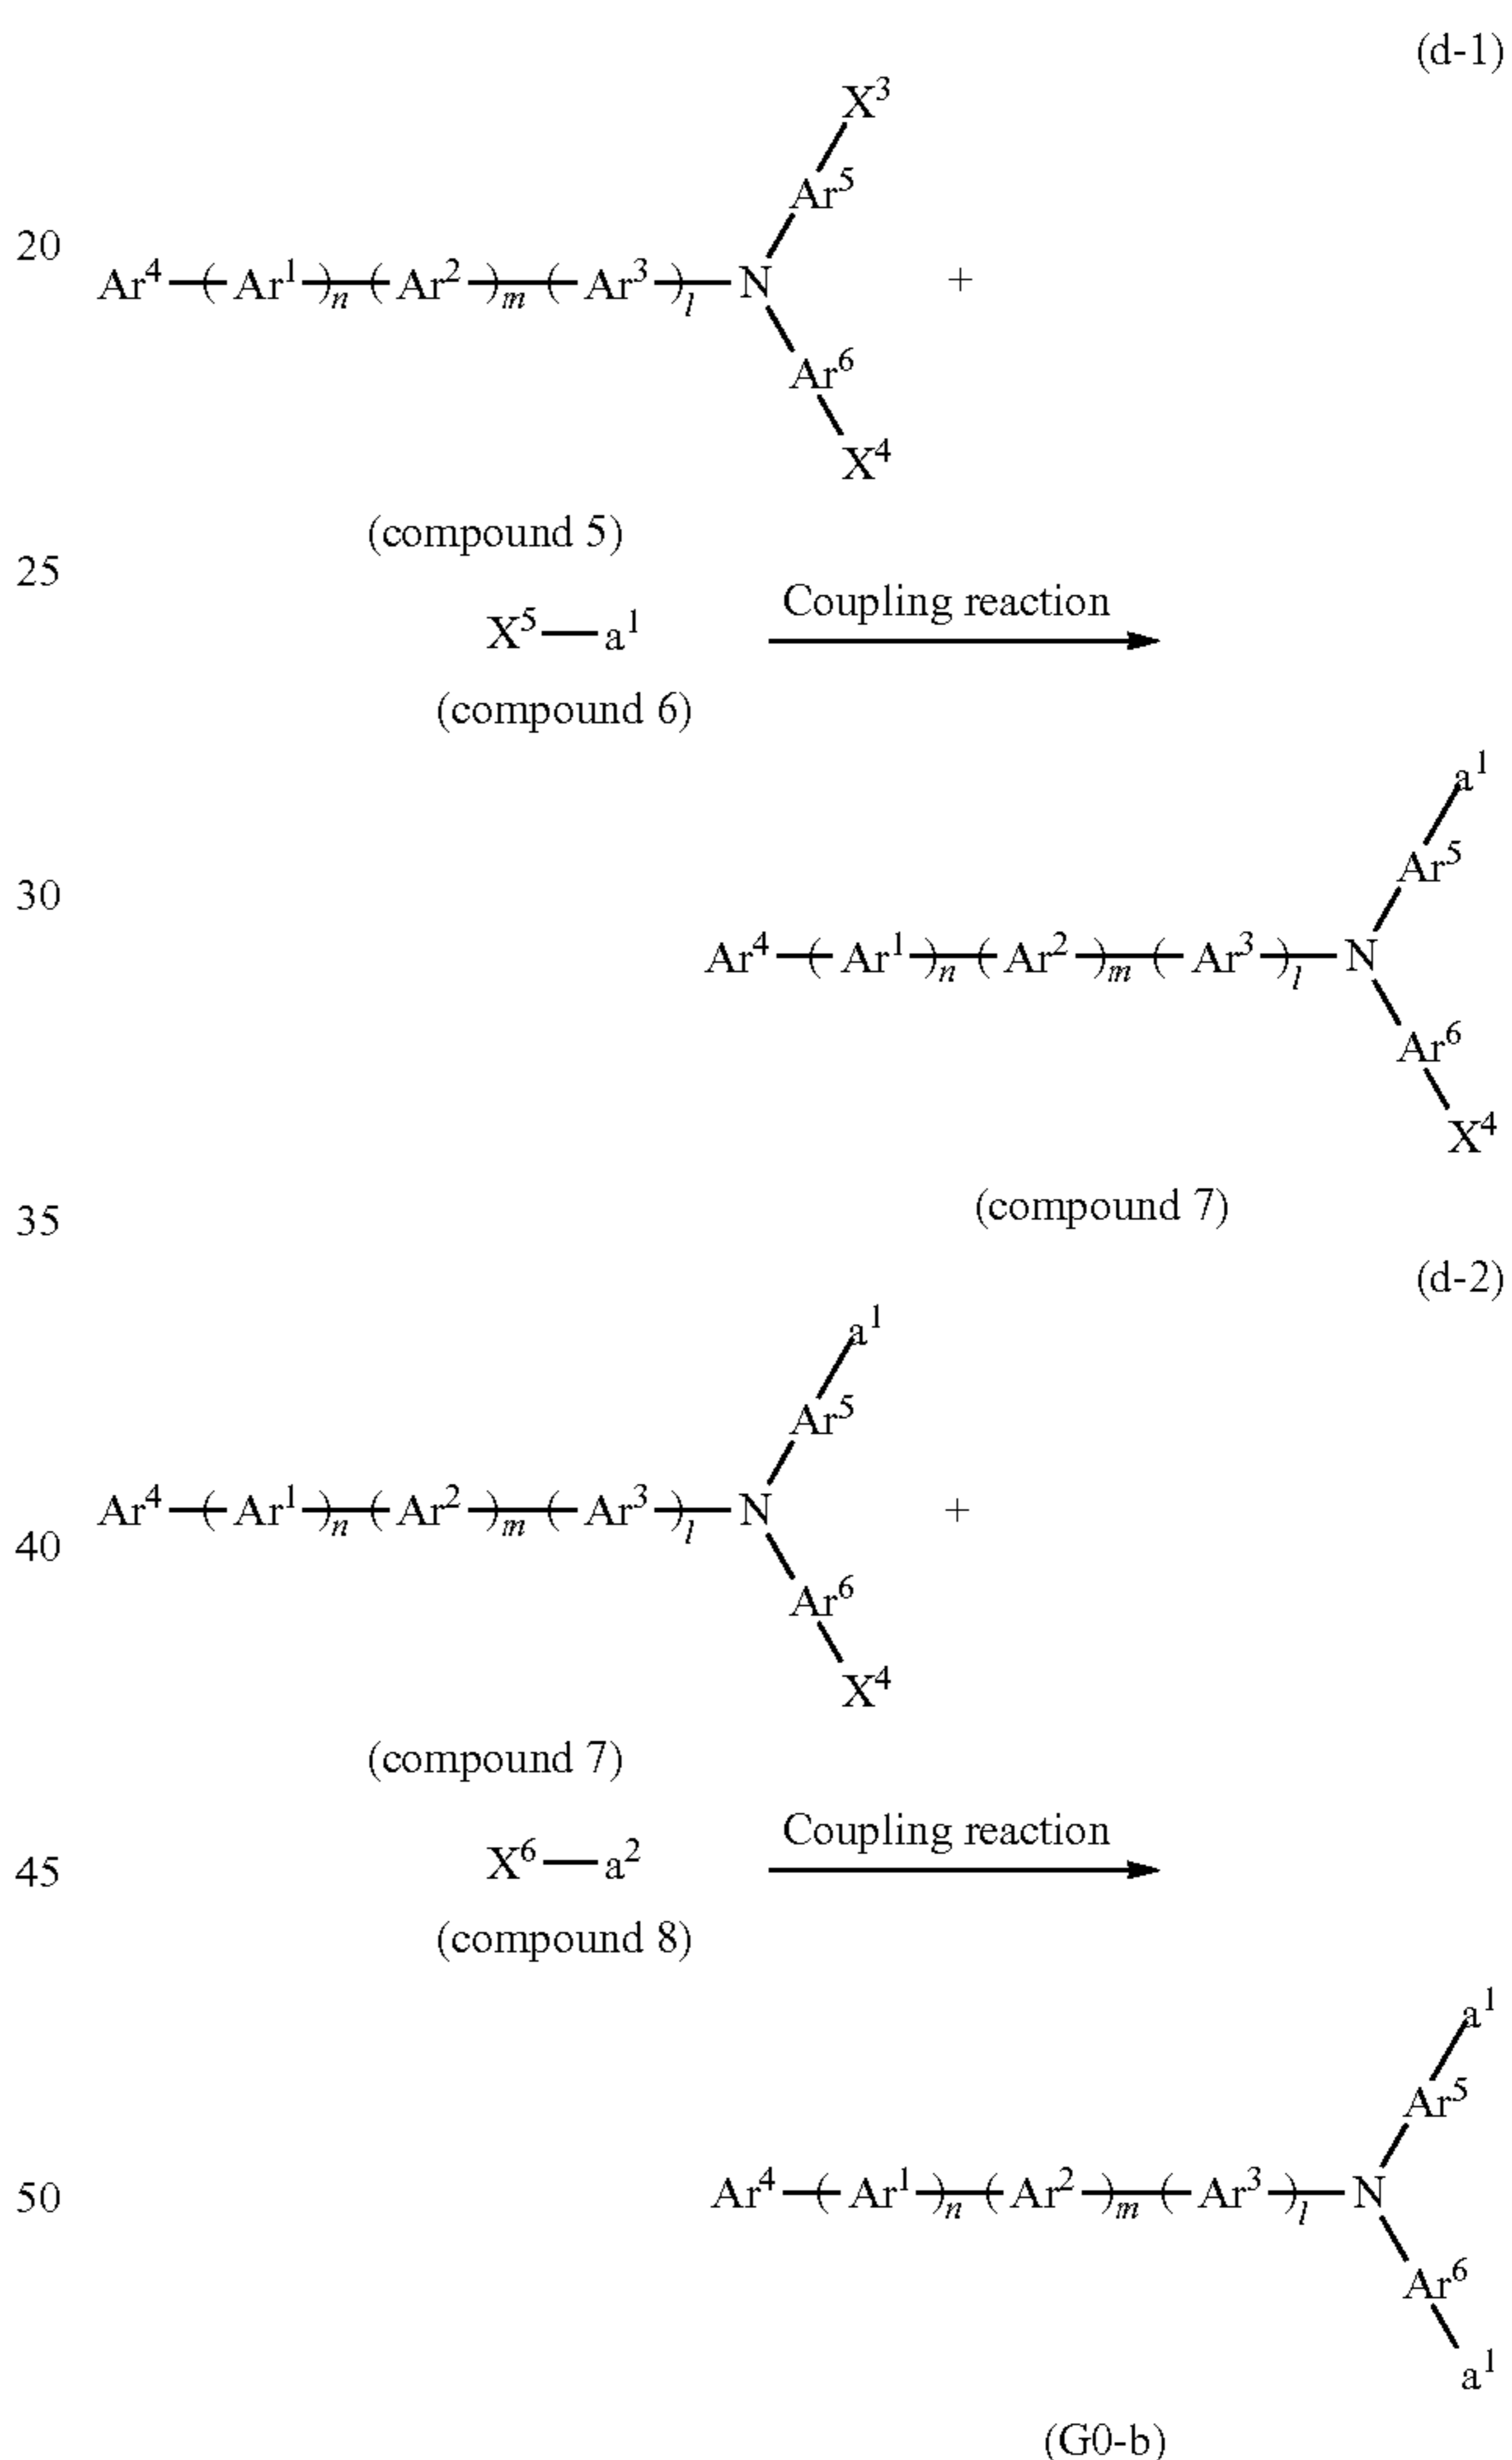 (d-1)
X³
Ar⁵
20
Ar⁴—(Ar¹)ₙ—(Ar²)ₘ—(Ar³)ₗ—N +
Ar⁶
X⁴
(compound 5)
25
X⁵—a¹ Coupling reaction
(compound 6)
a¹
30
Ar⁵
Ar⁴—(Ar¹)ₙ—(Ar²)ₘ—(Ar³)ₗ—N
Ar⁶
X⁴
35
(compound 7)
(d-2)
a¹
Ar⁵
Ar⁴—(Ar¹)ₙ—(Ar²)ₘ—(Ar³)ₗ—N +
40
Ar⁶
X⁴
(compound 7)
45
X⁶—a² Coupling reaction
(compound 8)
a¹
Ar⁵
50
Ar⁴—(Ar¹)ₙ—(Ar²)ₘ—(Ar³)ₗ—N
Ar⁶
a¹
(G0-b)